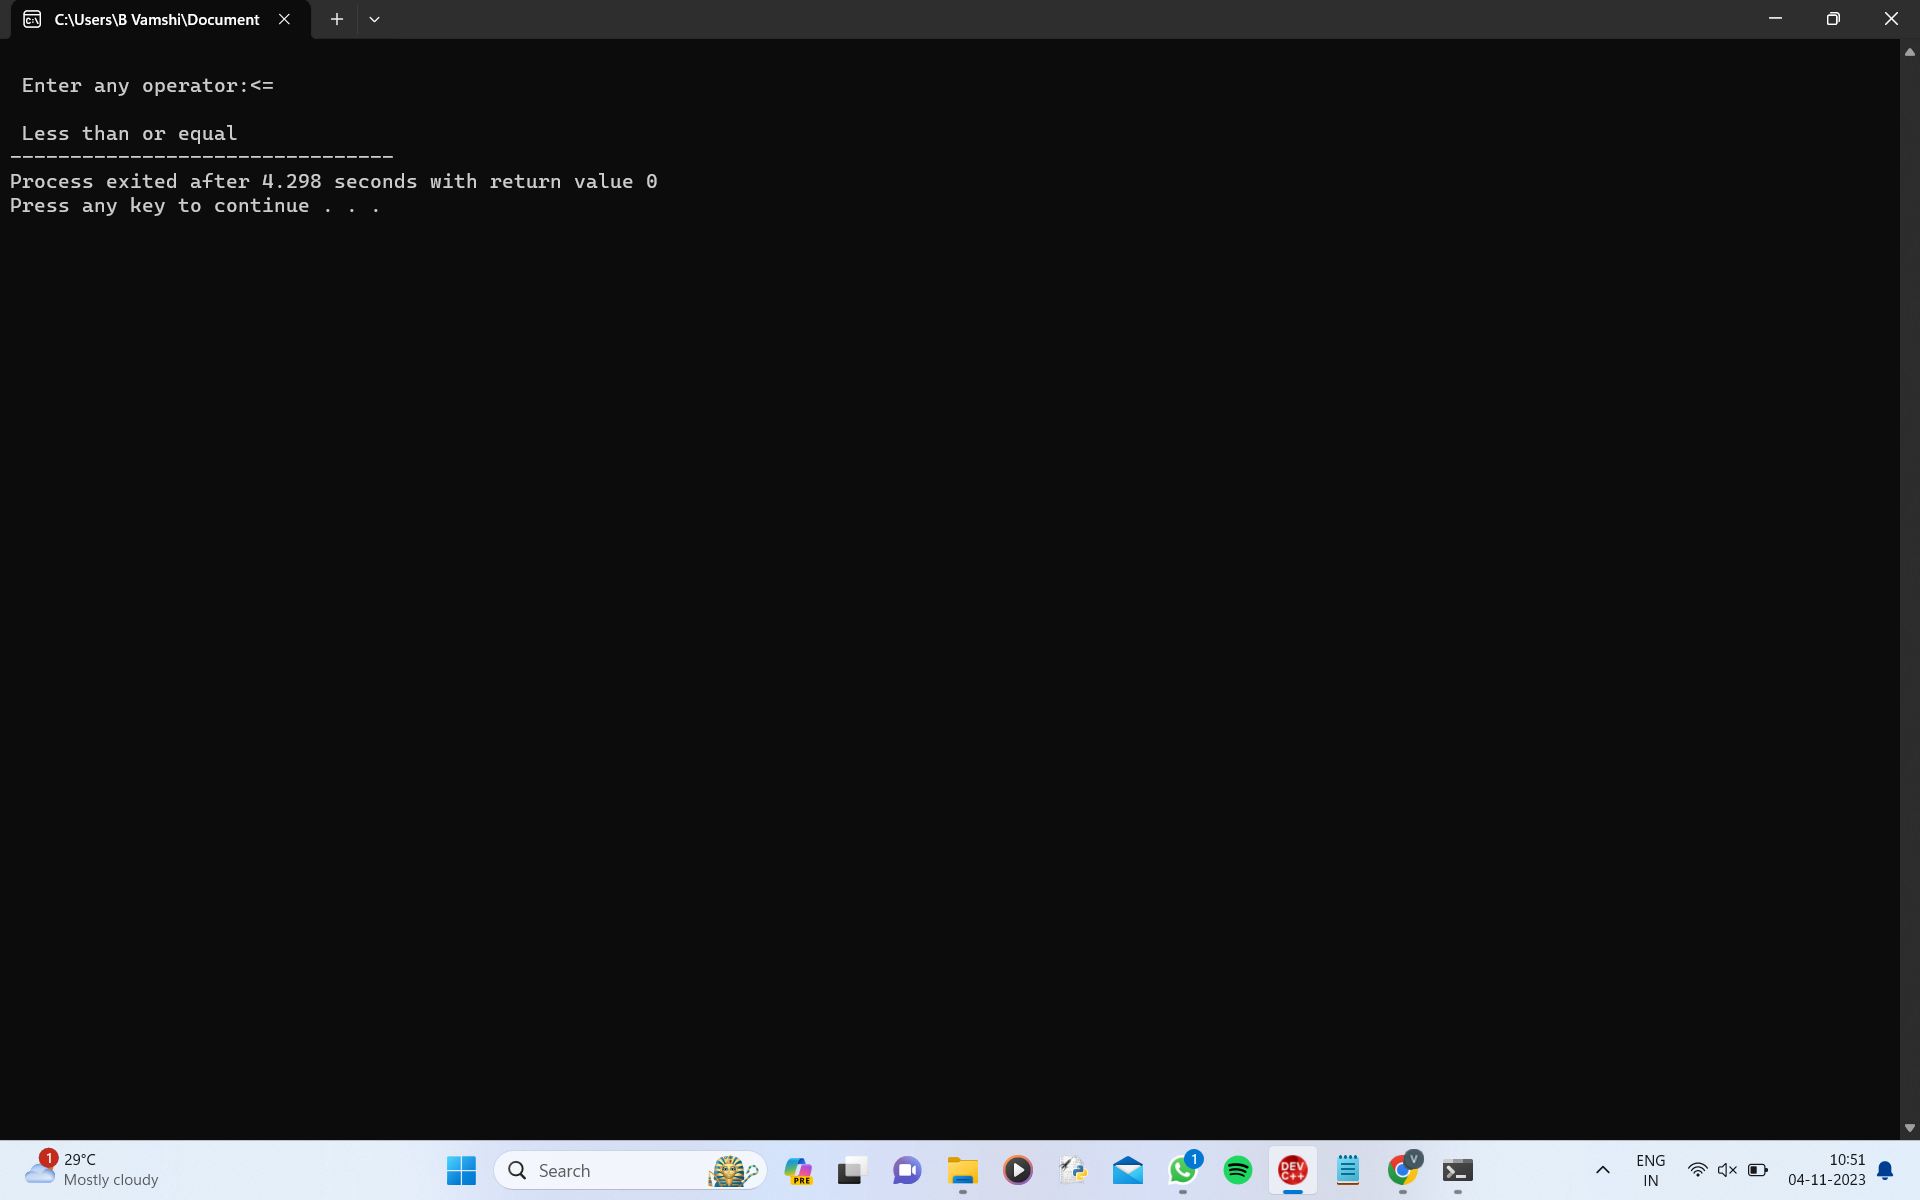 C:\Users\B Vamshi\Document
Enter any operator:<=
Less than or equal
--------------------------------
Process exited after 4.298 seconds with return value 0
Press any key to continue . . .
1
29°C
Mostly cloudy
Search
PRE
1
DEV
C++
V
ENG
IN
10:51
04-11-2023